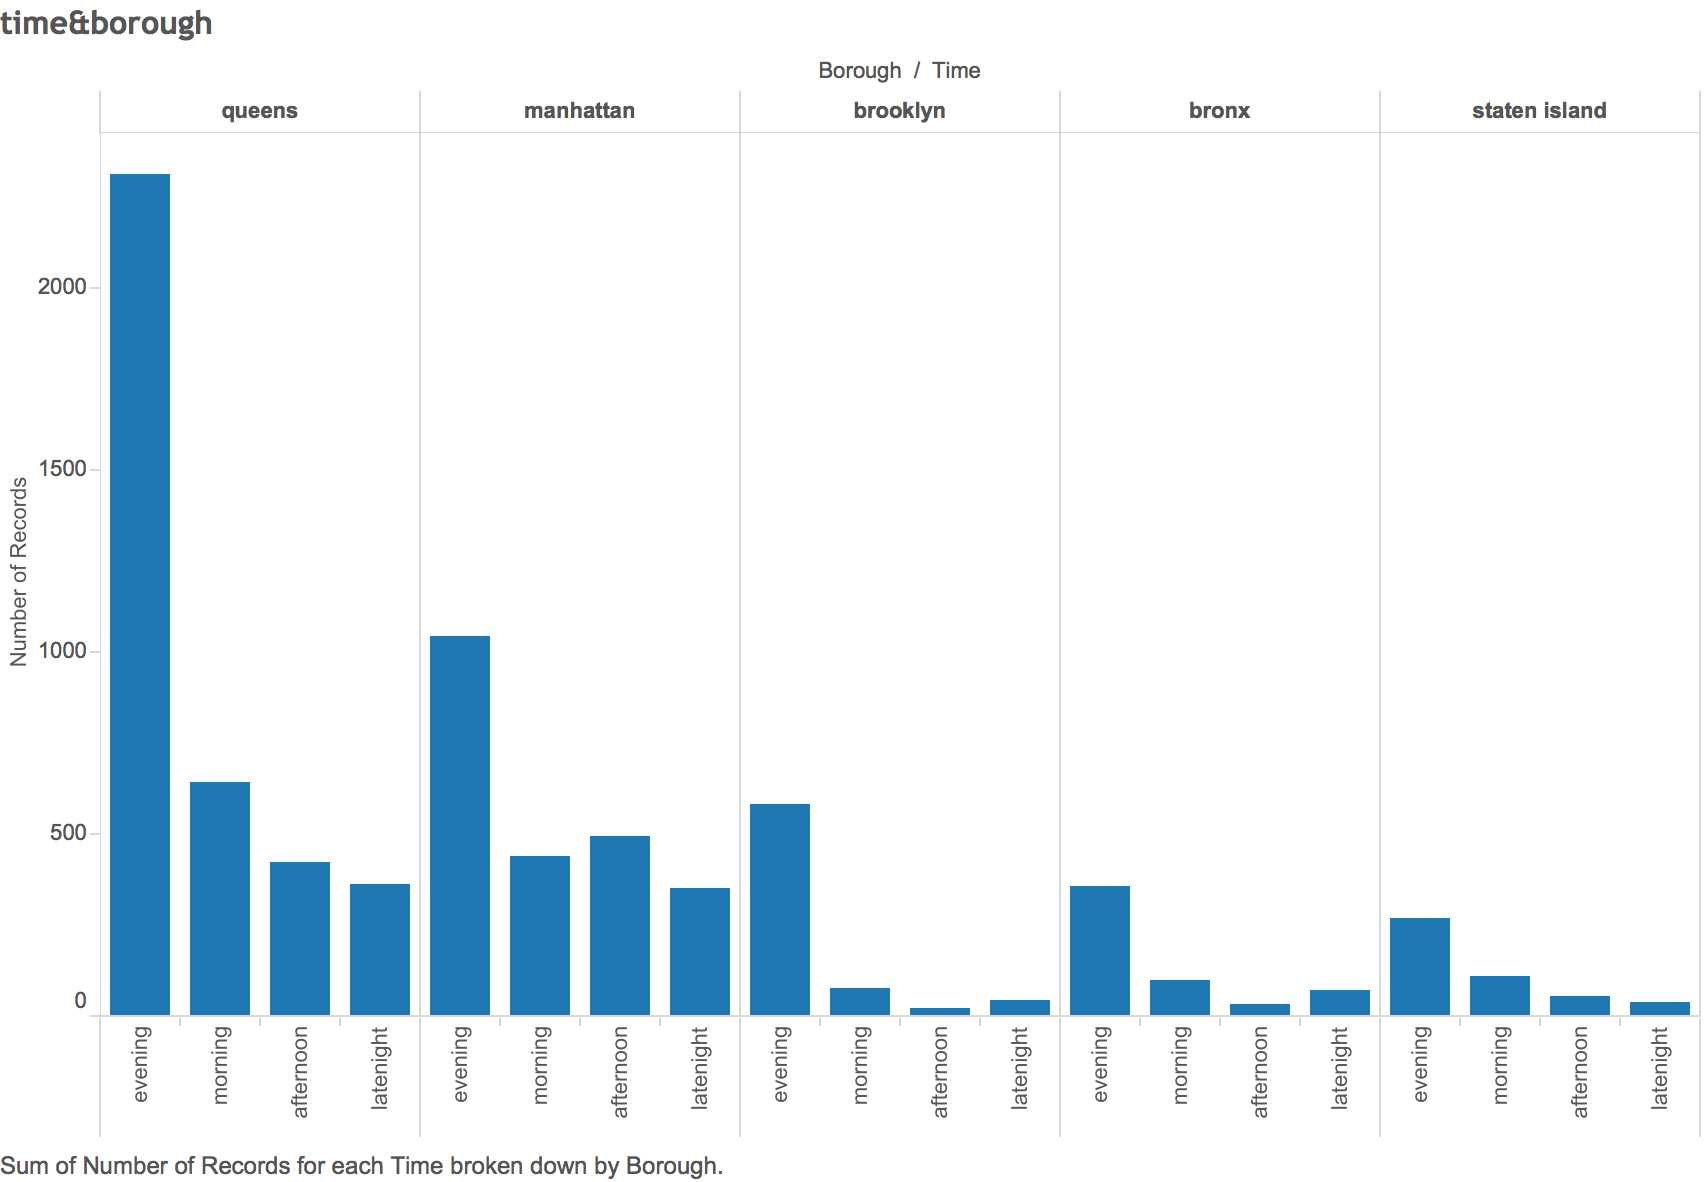 time&borough
Borough / Time
queens manhattan brooklyn bronx staten island
2000
1500
1000
500
0
Number of Records
evening morning afternoon latenight evening morning afternoon latenight evening morning afternoon latenight evening morning afternoon latenight evening morning afternoon latenight
Sum of Number of Records for each Time broken down by Borough.